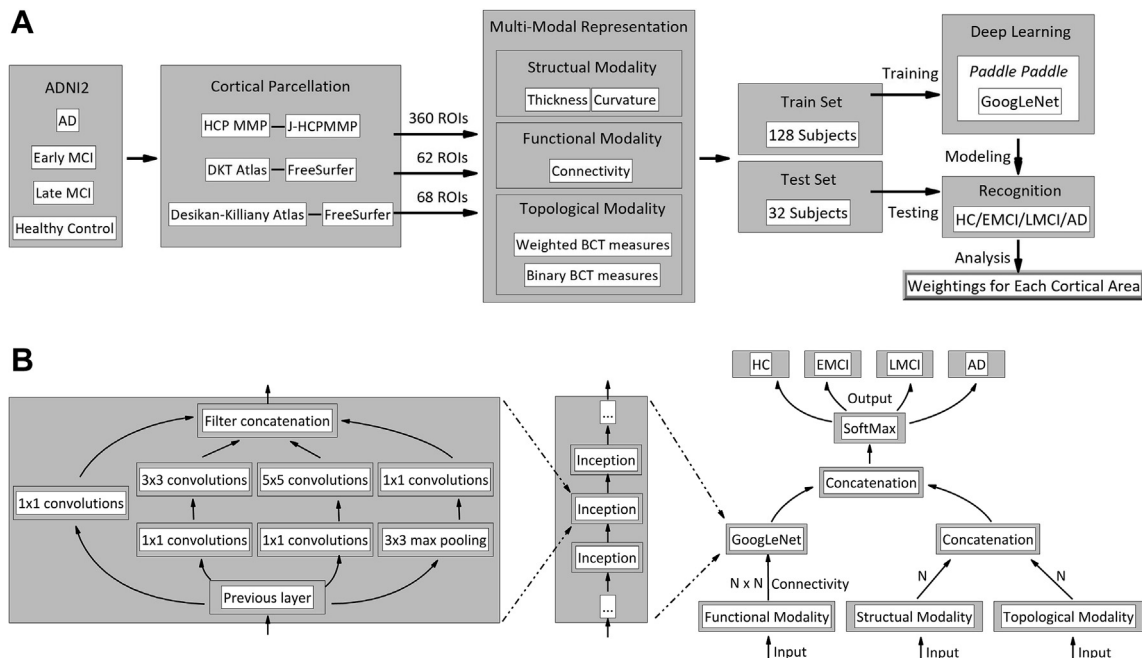 A
ADNI2
AD
Early MCI
Late MCI
Healthy Control
Cortical Parcellation
HCP MMP
J-HCPMMP
DKT Atlas
FreeSurfer
Desikan-Killiany Atlas
FreeSurfer
360 ROIs
62 ROIs
68 ROIs
Multi-Modal Representation
Structual Modality
Thickness
Curvature
Functional Modality
Connectivity
Topological Modality
Weighted BCT measures
Binary BCT measures
Train Set
128 Subjects
Test Set
32 Subjects
Training
Testing
Deep Learning
Paddle Paddle
GoogLeNet
Modeling
Recognition
HC/EMCI/LMCI/AD
Analysis
Weightings for Each Cortical Area
B
Filter concatenation
3x3 convolutions
5x5 convolutions
1x1 convolutions
1x1 convolutions
1x1 convolutions
1x1 convolutions
3x3 max pooling
Previous layer
...
Inception
Inception
Inception
...
HC
EMCI
LMCI
AD
Output
SoftMax
Concatenation
GoogLeNet
Concatenation
N x N
Connectivity
N
N
Functional Modality
Structual Modality
Topological Modality
Input
Input
Input